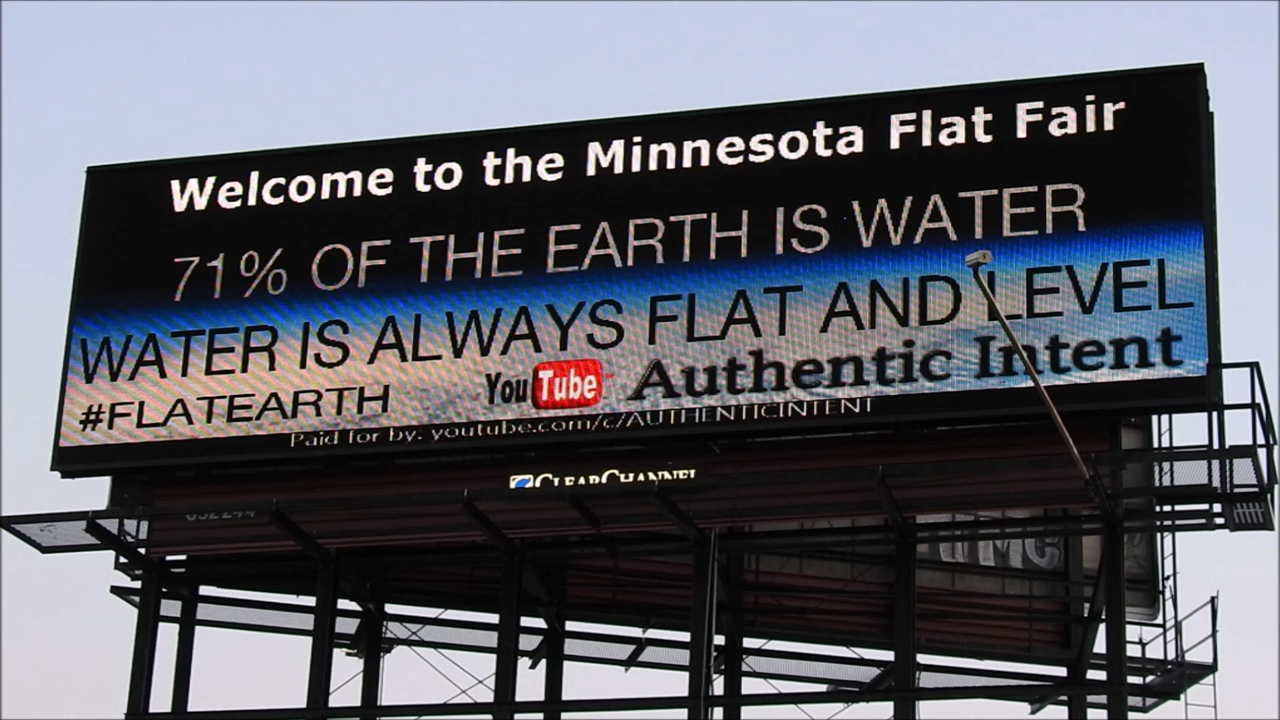 Welcome to the Minnesota Flat Fair
71% OF THE EARTH IS WATER
WATER IS ALWAYS FLAT AND LEVEL
#FLATEARTH YouTube Authentic Intent
Paid for by: youtube.com/c/AUTHENTICINTENT
CLEARCHANNEL